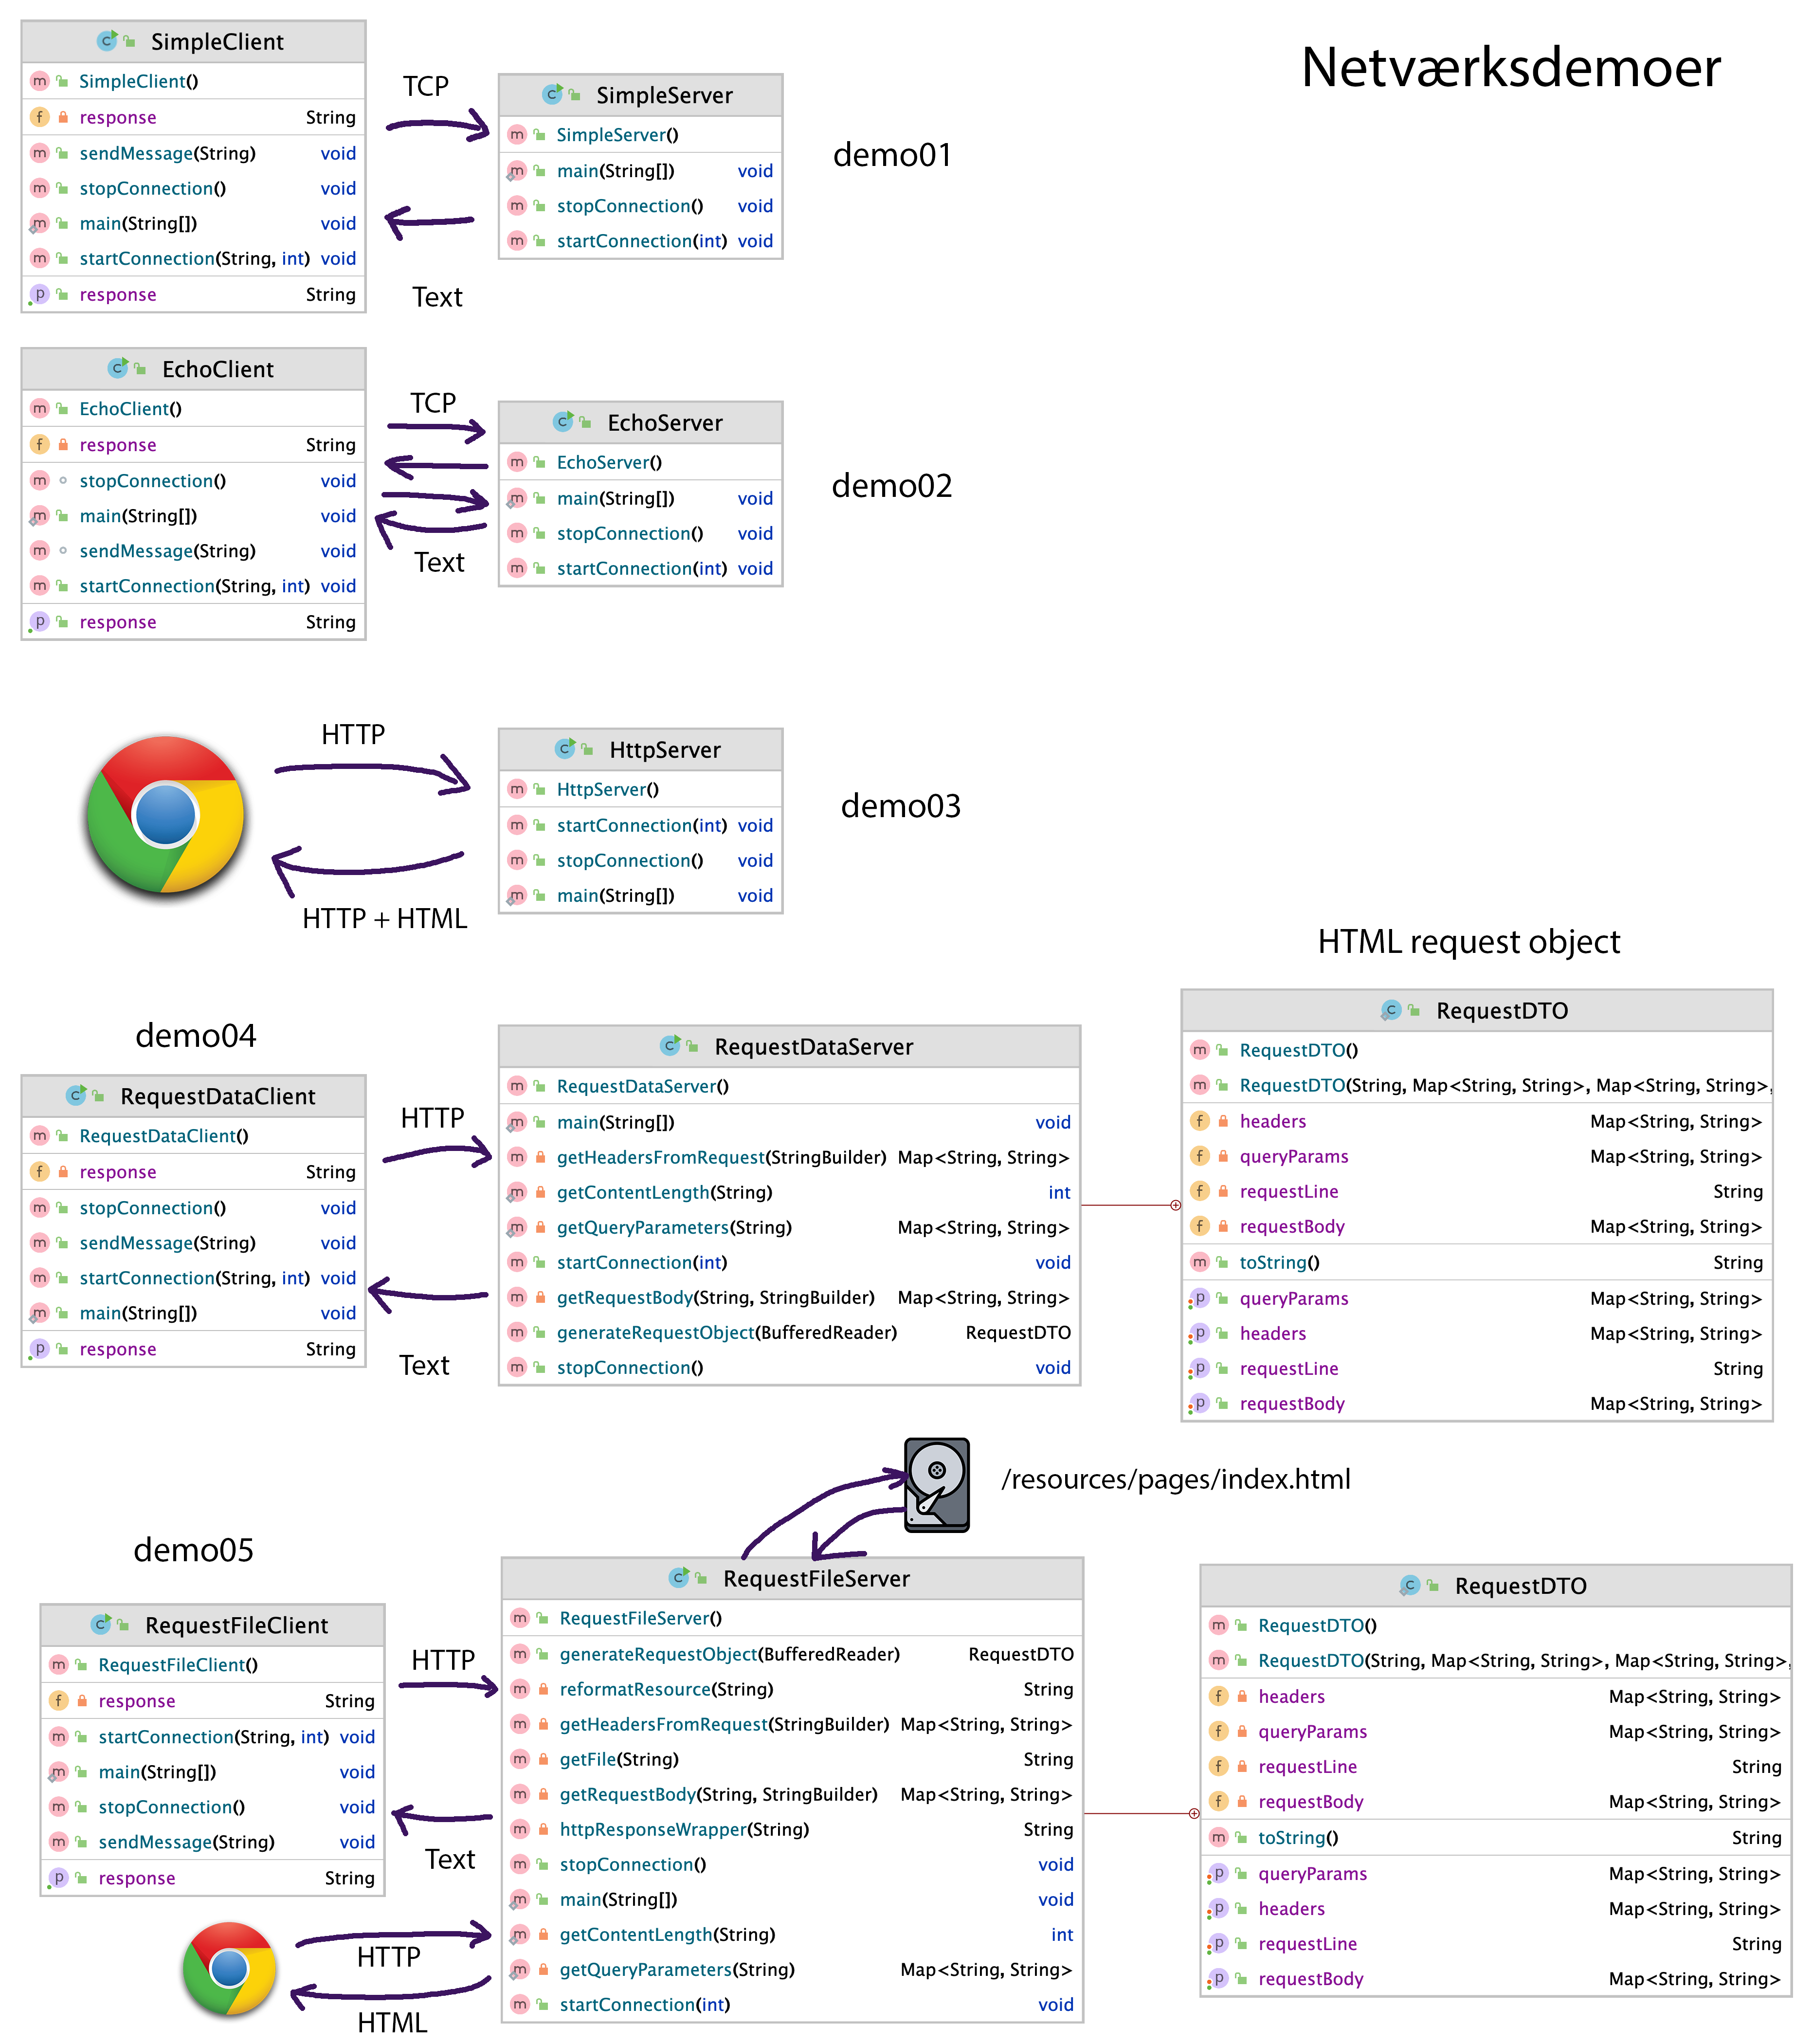 Netværksdemoer
SimpleClient
SimpleClient()
response String
sendMessage(String) void
stopConnection() void
main(String[]) void
startConnection(String, int) void
response String
TCP
Text
SimpleServer
SimpleServer()
main(String[]) void
stopConnection() void
startConnection(int) void
demo01
EchoClient
EchoClient()
response String
stopConnection() void
main(String[]) void
sendMessage(String) void
startConnection(String, int) void
response String
TCP
Text
EchoServer
EchoServer()
main(String[]) void
stopConnection() void
startConnection(int) void
demo02
HTTP
HTTP + HTML
HttpServer
HttpServer()
startConnection(int) void
stopConnection() void
main(String[]) void
demo03
demo04
RequestDataClient
RequestDataClient()
response String
stopConnection() void
sendMessage(String) void
startConnection(String, int) void
main(String[]) void
response String
HTTP
Text
RequestDataServer
RequestDataServer()
main(String[]) void
getHeadersFromRequest(StringBuilder) Map<String, String>
getContentLength(String) int
getQueryParameters(String) Map<String, String>
startConnection(int) void
getRequestBody(String, StringBuilder) Map<String, String>
generateRequestObject(BufferedReader) RequestDTO
stopConnection() void
HTML request object
RequestDTO
RequestDTO()
RequestDTO(String, Map<String, String>, Map<String, String>,
headers Map<String, String>
queryParams Map<String, String>
requestLine String
requestBody Map<String, String>
toString() String
queryParams Map<String, String>
headers Map<String, String>
requestLine String
requestBody Map<String, String>
/resources/pages/index.html
demo05
RequestFileClient
RequestFileClient()
response String
startConnection(String, int) void
main(String[]) void
stopConnection() void
sendMessage(String) void
response String
HTTP
Text
HTTP
HTML
RequestFileServer
RequestFileServer()
generateRequestObject(BufferedReader) RequestDTO
reformatResource(String) String
getHeadersFromRequest(StringBuilder) Map<String, String>
getFile(String) String
getRequestBody(String, StringBuilder) Map<String, String>
httpResponseWrapper(String) String
stopConnection() void
main(String[]) void
getContentLength(String) int
getQueryParameters(String) Map<String, String>
startConnection(int) void
RequestDTO
RequestDTO()
RequestDTO(String, Map<String, String>, Map<String, String>,
headers Map<String, String>
queryParams Map<String, String>
requestLine String
requestBody Map<String, String>
toString() String
queryParams Map<String, String>
headers Map<String, String>
requestLine String
requestBody Map<String, String>